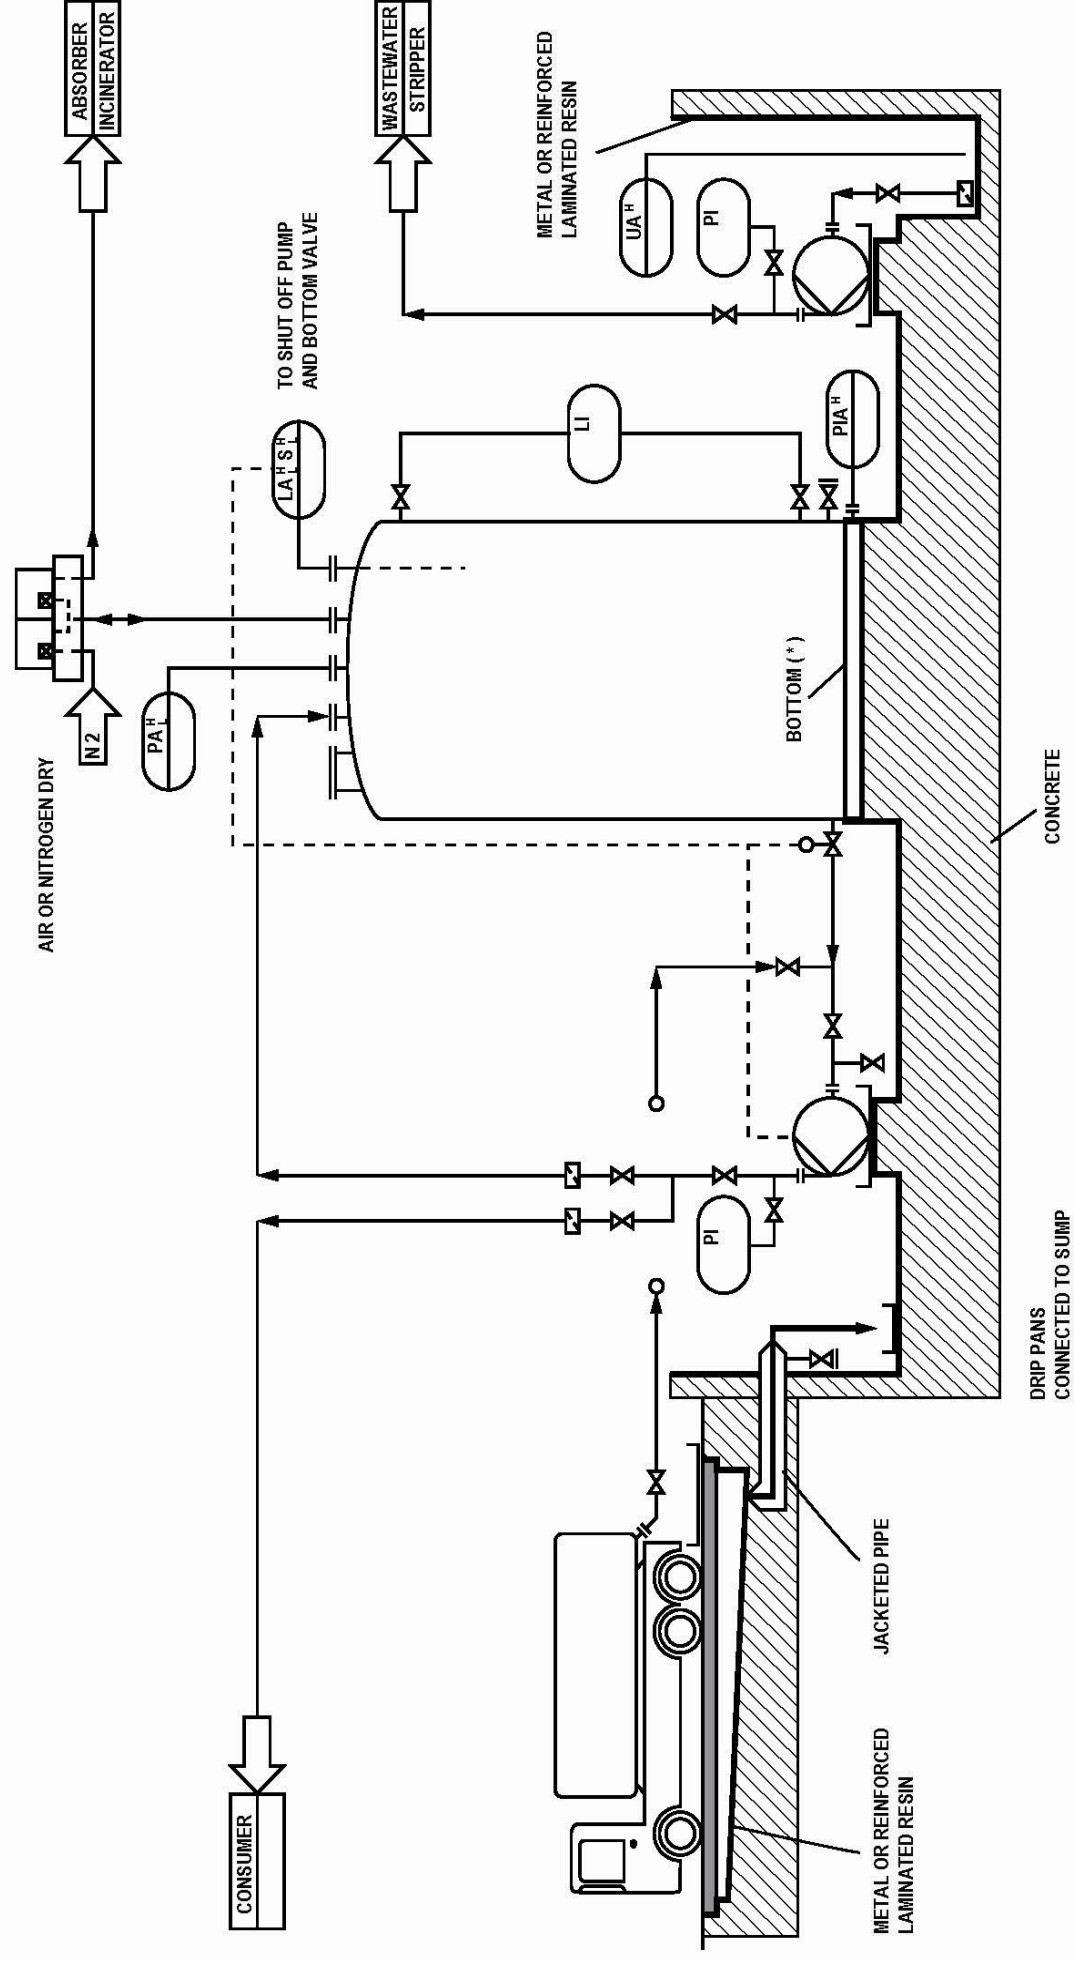 ABSORBER
INCINERATOR
WASTEWATER
STRIPPER
METAL OR REINFORCED
LAMINATED RESIN
UA H
PI
TO SHUT OFF PUMP
AND BOTTOM VALVE
LA H L S H L
LI
PIA H
AIR OR NITROGEN DRY
N2
PA H L
BOTTOM (*)
CONCRETE
PI
DRIP PANS
CONNECTED TO SUMP
JACKETED PIPE
METAL OR REINFORCED
LAMINATED RESIN
CONSUMER